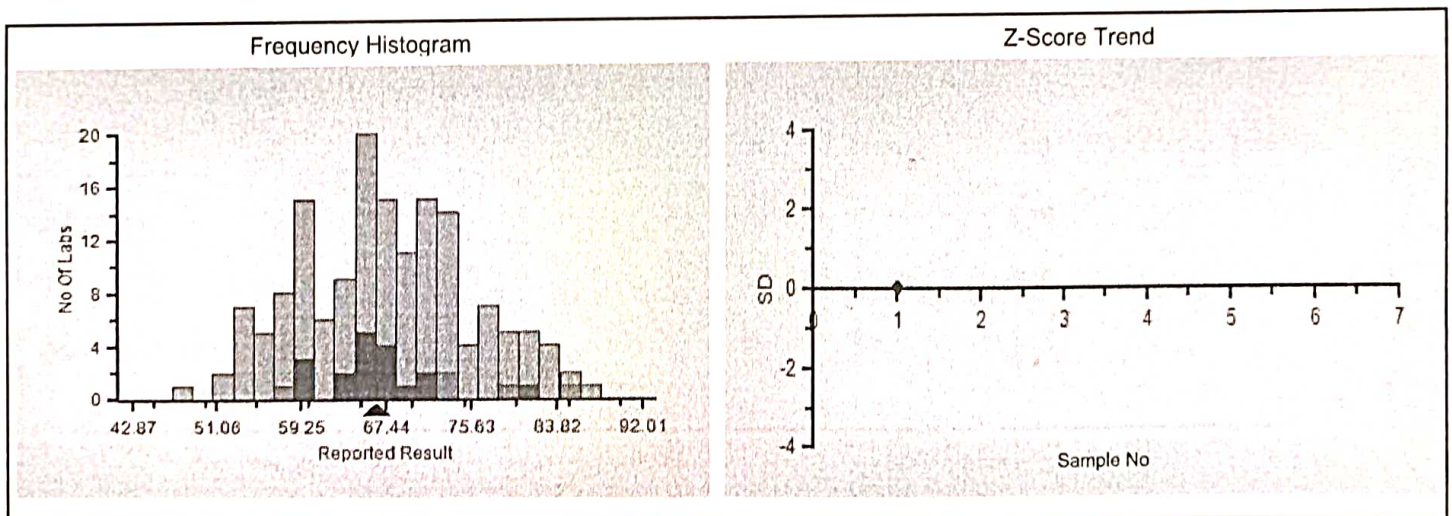 Frequency Histogram
No Of Labs
20
16
12
8
4
0
42.87 51.06 59.25 67.44 75.63 83.82 92.01
Reported Result
Z-Score Trend
SD
4
2
0
-2
-4
0 1 2 3 4 5 6 7
Sample No